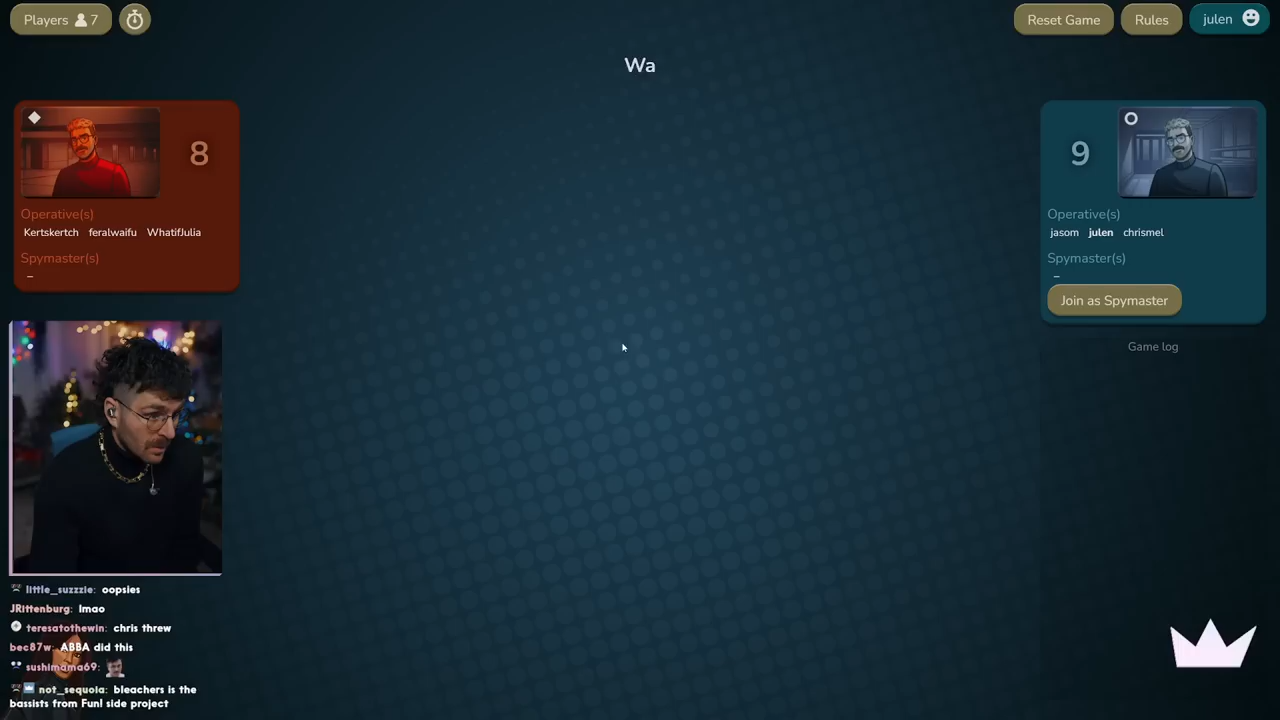 Players 7
Reset Game
Rules
julen
Wa
8
Operative(s)
Kertskertch feralwaifu WhatifJulia
Spymaster(s)
–
9
Operative(s)
jasom julen chrismel
Spymaster(s)
–
Join as Spymaster
Game log
little_suzzzie: oopsies
JRittenburg: lmao
teresatothewin: chris threw
bec87w: ABBA did this
sushimama69:
not_sequoia: bleachers is the
bassists from Fun! side project